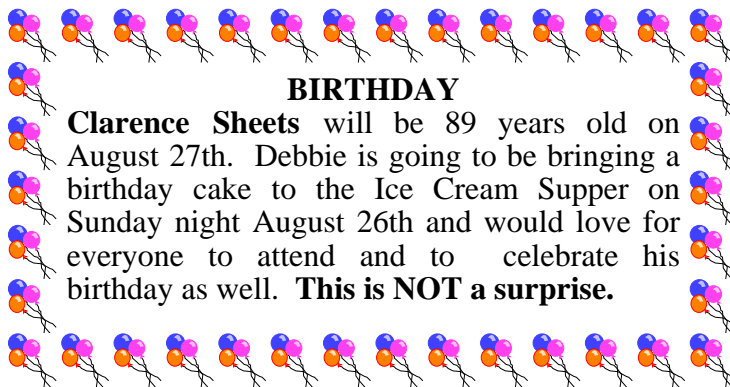 BIRTHDAY
Clarence Sheets will be 89 years old on
August 27th. Debbie is going to be bringing a
birthday cake to the Ice Cream Supper on
Sunday night August 26th and would love for
everyone to attend and to celebrate his
birthday as well. This is NOT a surprise.